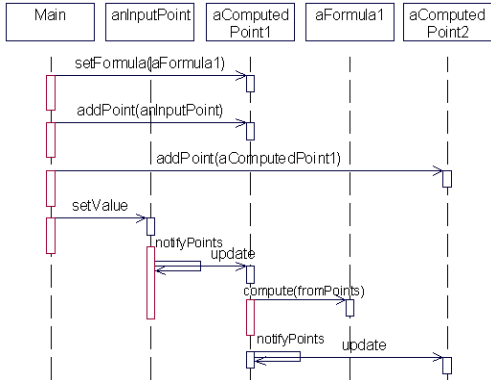 Main
anInputPoint
aComputed
Point1
aFormula1
aComputed
Point2
setFormula(aFormula1)
addPoint(anInputPoint)
addPoint(aComputedPoint1)
setValue
notifyPoints
update
compute(fromPoints)
notifyPoints
update